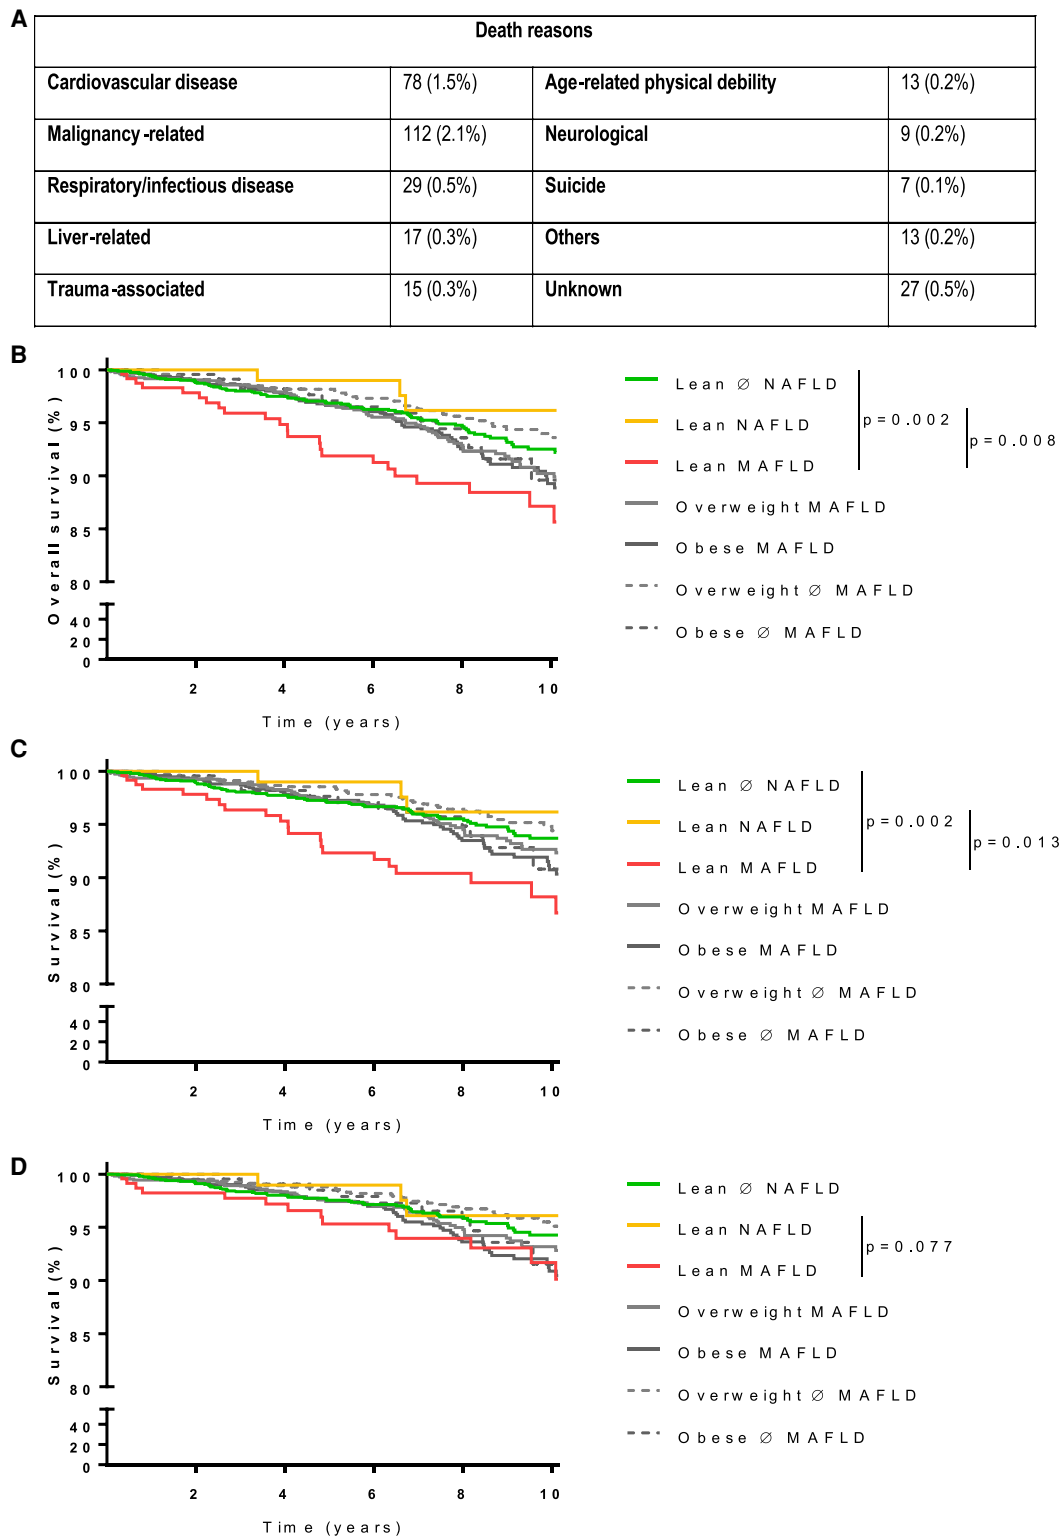 A
Death reasons
Cardiovascular disease 78 (1.5%) Age-related physical debility 13 (0.2%)
Malignancy-related 112 (2.1%) Neurological 9 (0.2%)
Respiratory/infectious disease 29 (0.5%) Suicide 7 (0.1%)
Liver-related 17 (0.3%) Others 13 (0.2%)
Trauma-associated 15 (0.3%) Unknown 27 (0.5%)
B
Overall survival (%)
100
95
90
85
80
40
20
0
2 4 6 8 10
Time (years)
Lean ∅ NAFLD
Lean NAFLD
Lean MAFLD
Overweight MAFLD
Obese MAFLD
Overweight ∅ MAFLD
Obese ∅ MAFLD
p=0.002
p=0.008
C
Survival (%)
100
95
90
85
80
40
20
0
2 4 6 8 10
Time (years)
Lean ∅ NAFLD
Lean NAFLD
Lean MAFLD
Overweight MAFLD
Obese MAFLD
Overweight ∅ MAFLD
Obese ∅ MAFLD
p=0.002
p=0.013
D
Survival (%)
100
95
90
85
80
40
20
0
2 4 6 8 10
Time (years)
Lean ∅ NAFLD
Lean NAFLD
Lean MAFLD
Overweight MAFLD
Obese MAFLD
Overweight ∅ MAFLD
Obese ∅ MAFLD
p=0.077